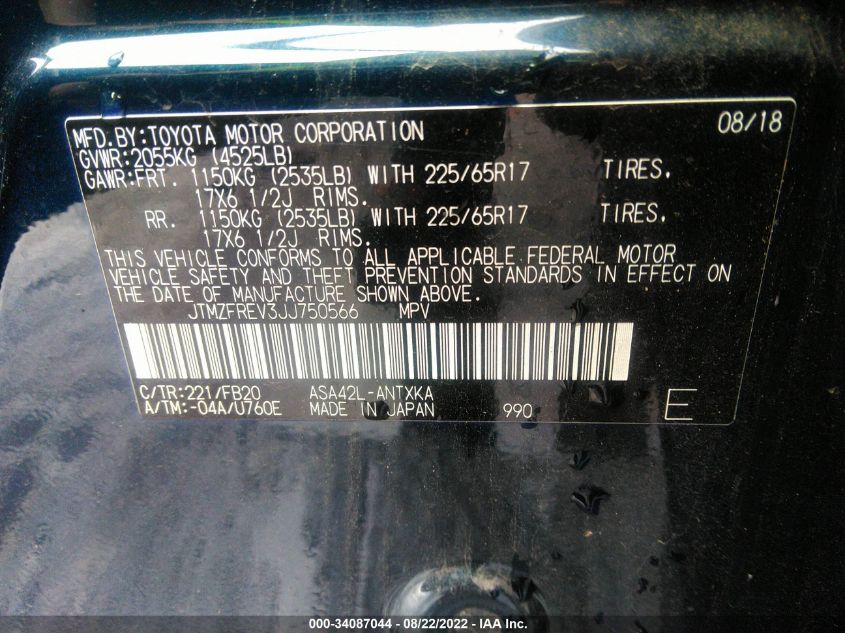 MFD.BY:TOYOTA MOTOR CORPORATION 08/18
GVWR:2055KG (4525LB)
GAWR:FRT. 1150KG (2535LB) WITH 225/65R17 TIRES.
17X6 1/2J RIMS.
RR. 1150KG (2535LB) WITH 225/65R17 TIRES.
17X6 1/2J RIMS.
THIS VEHICLE CONFORMS TO ALL APPLICABLE FEDERAL MOTOR
VEHICLE SAFETY AND THEFT PREVENTION STANDARDS IN EFFECT ON
THE DATE OF MANUFACTURE SHOWN ABOVE.
JTMZFREV3JJ750566 MPV
C/TR:221/FB20 ASA42L-ANTXKA
A/TM:-04A/U760E MADE IN JAPAN 990 E
000-34087044 - 08/22/2022 - IAA Inc.